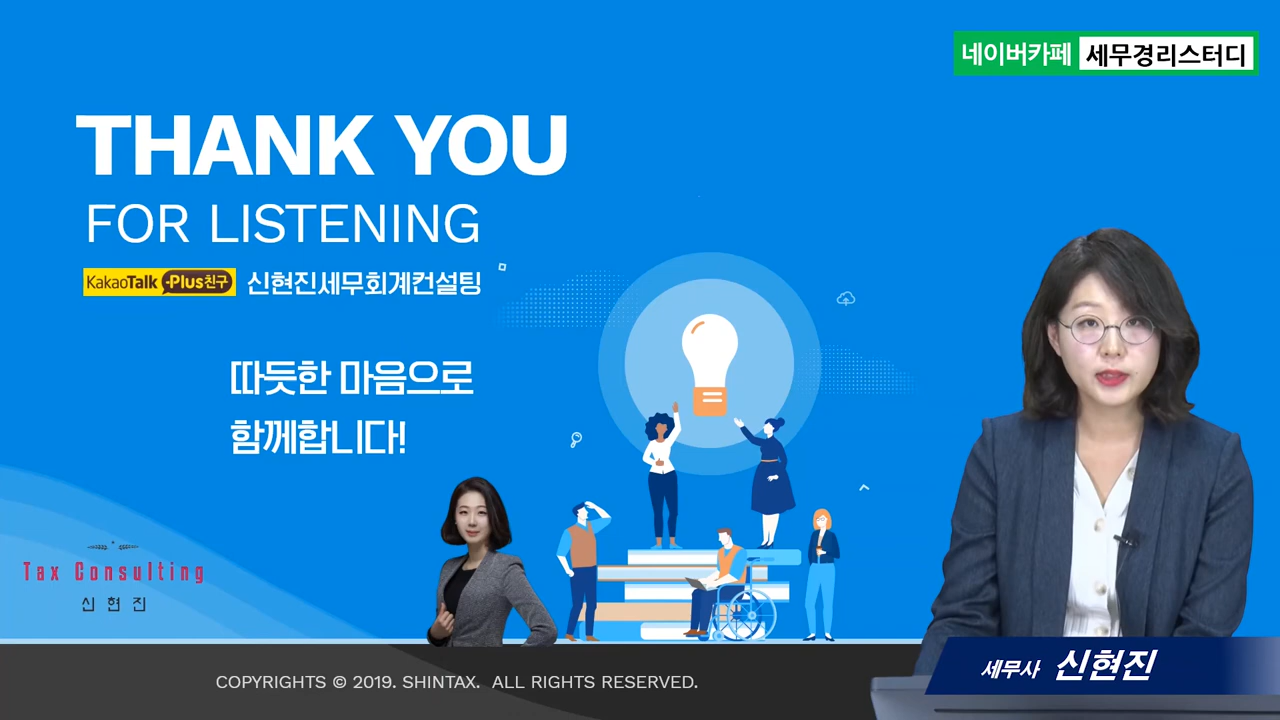 네이버카페 세무경리스터디
THANK YOU
FOR LISTENING
KakaoTalk Plus친구 신현진세무회계컨설팅
따듯한 마음으로
함께합니다!
Tax Consulting
신현진
세무사 신현진
COPYRIGHTS © 2019. SHINTAX. ALL RIGHTS RESERVED.